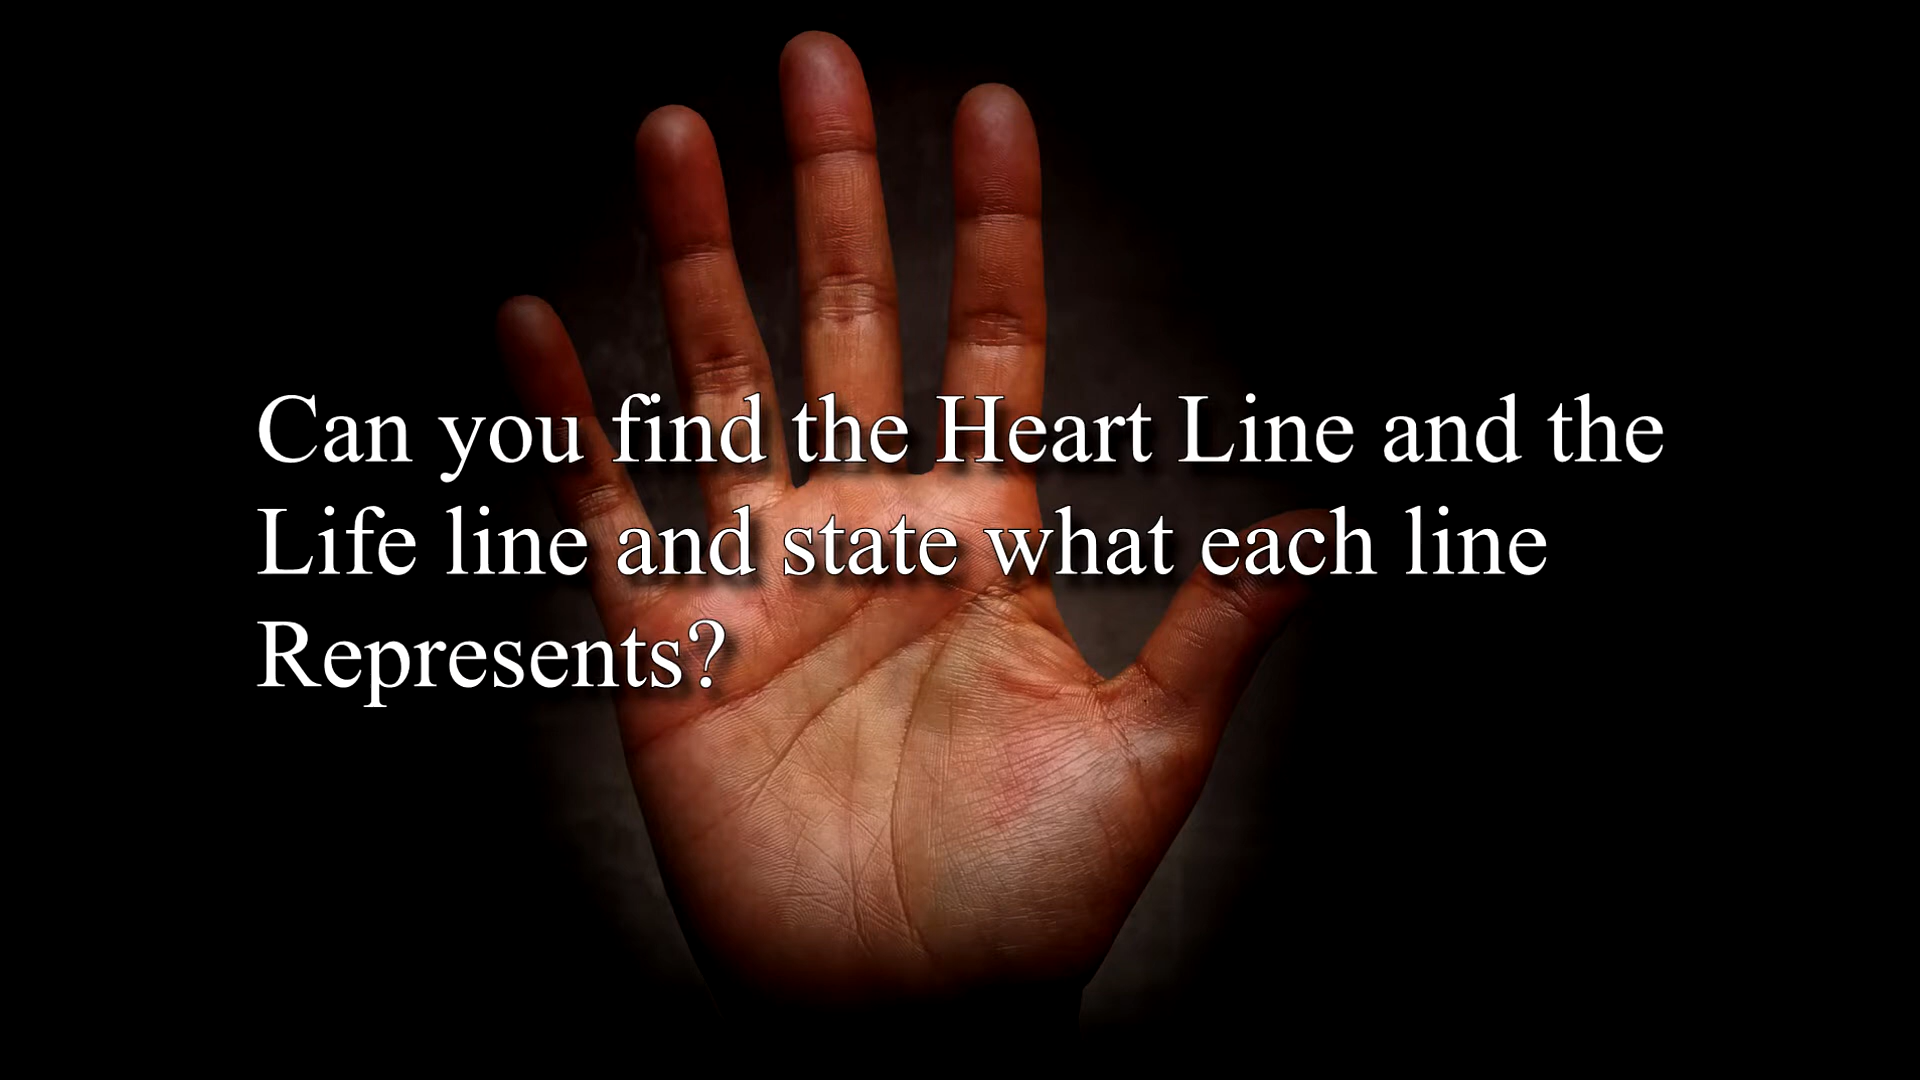 Can you find the Heart Line and the
Life line and state what each line
Represents?